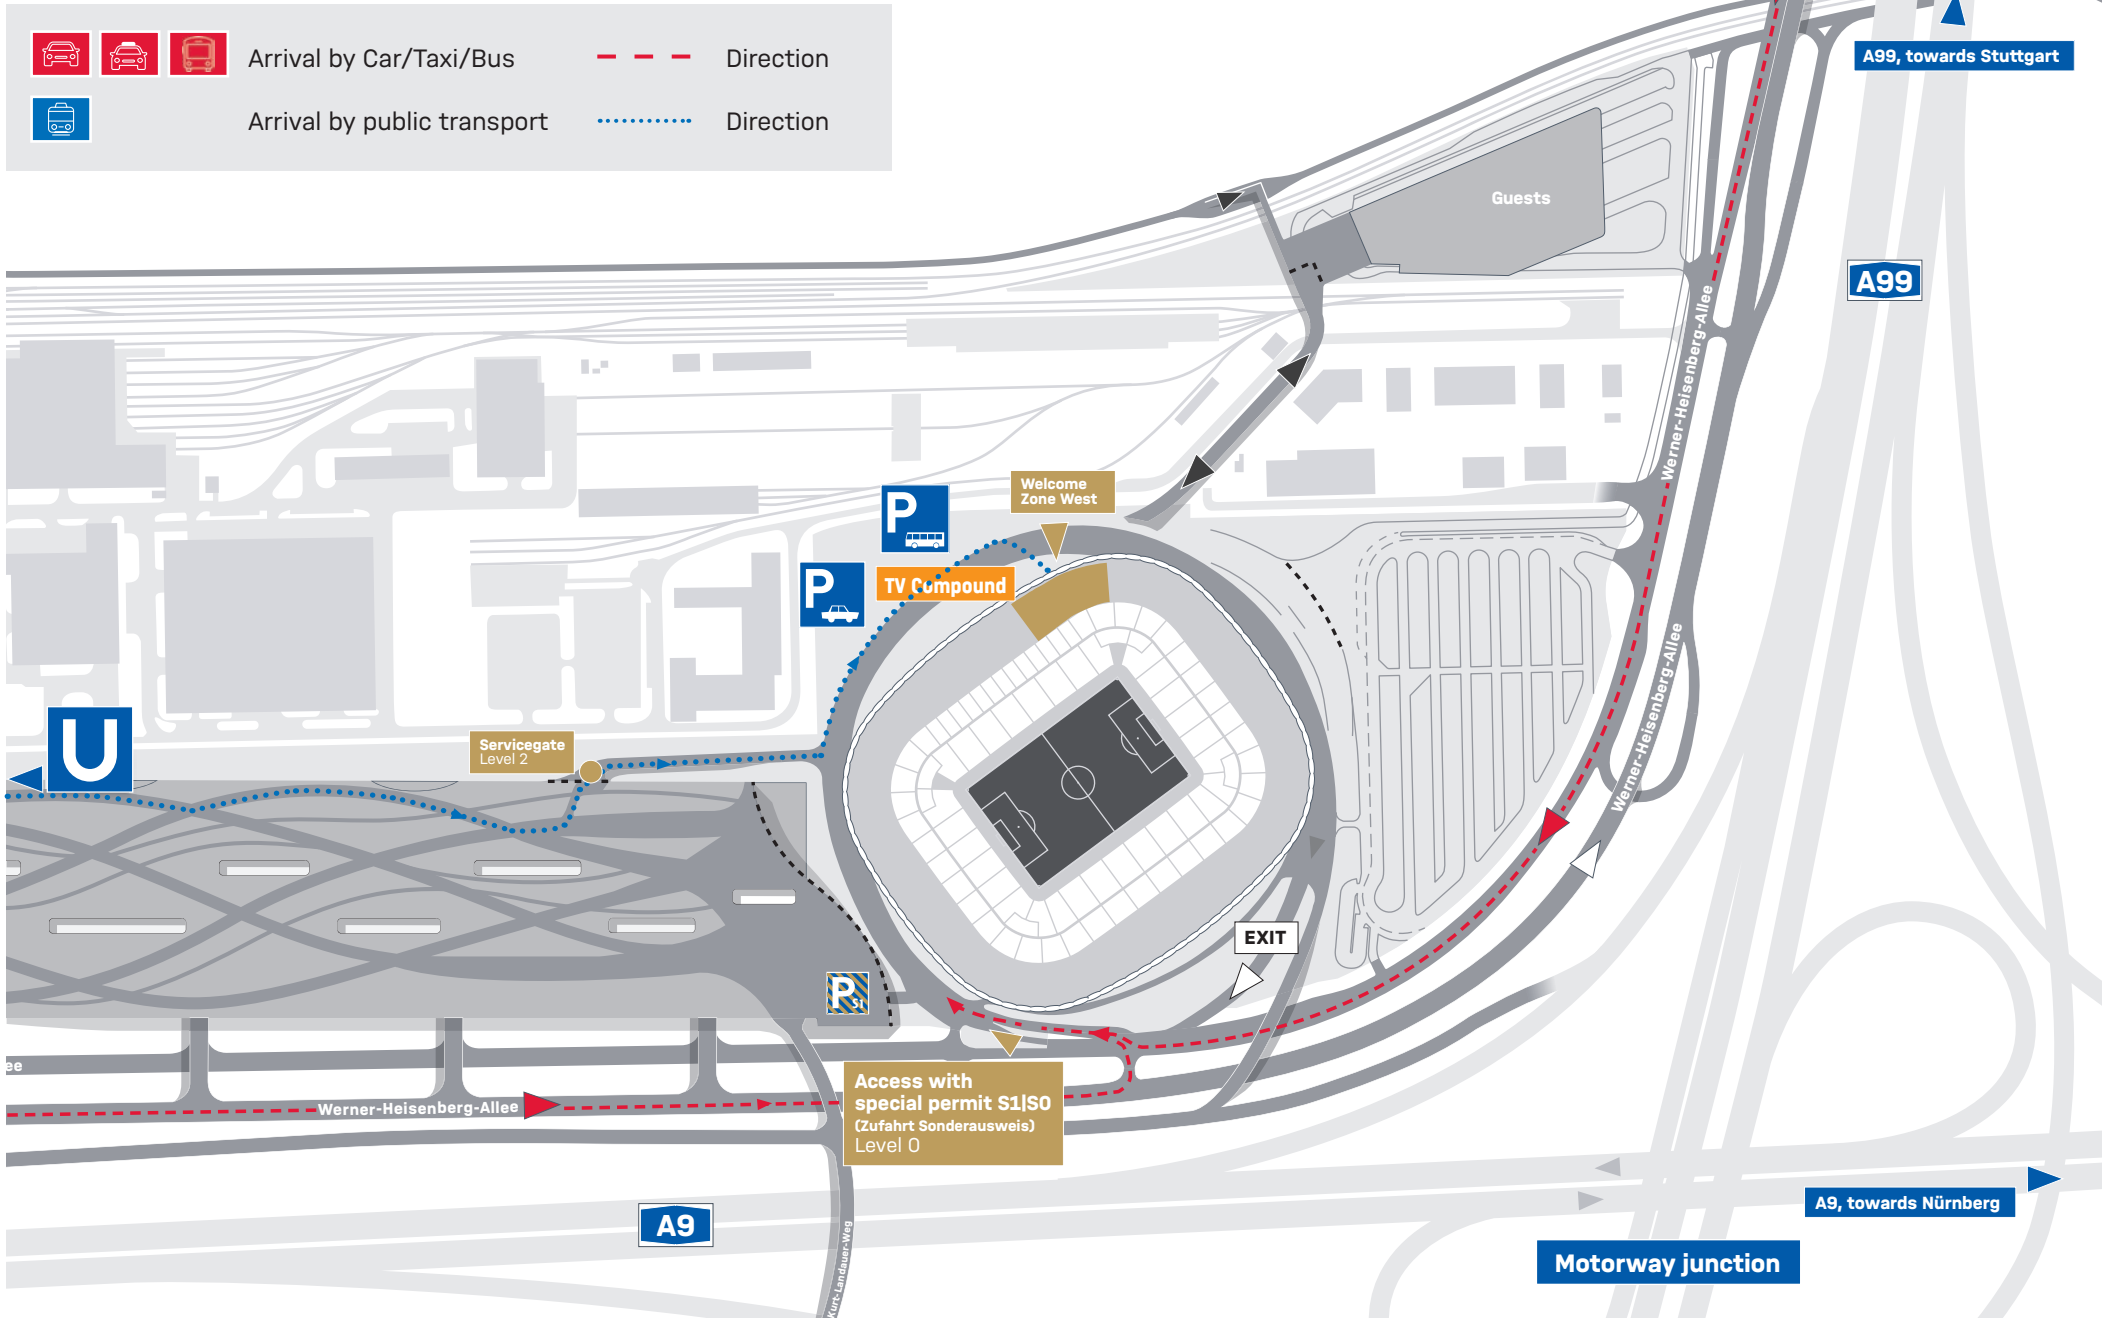 Arrival by Car/Taxi/Bus
Direction
Arrival by public transport
Direction
A99, towards Stuttgart
Guests
A99
Werner-Heisenberg-Allee
Welcome
Zone West
P
TV Compound
P
Werner-Heisenberg-Allee
U
Servicegate
Level 2
EXIT
P
S1
ee
Werner-Heisenberg-Allee
Access with
special permit S1|S0
(Zufahrt Sonderausweis)
Level 0
A9, towards Nürnberg
A9
Kurt-Landauer-Weg
Motorway junction